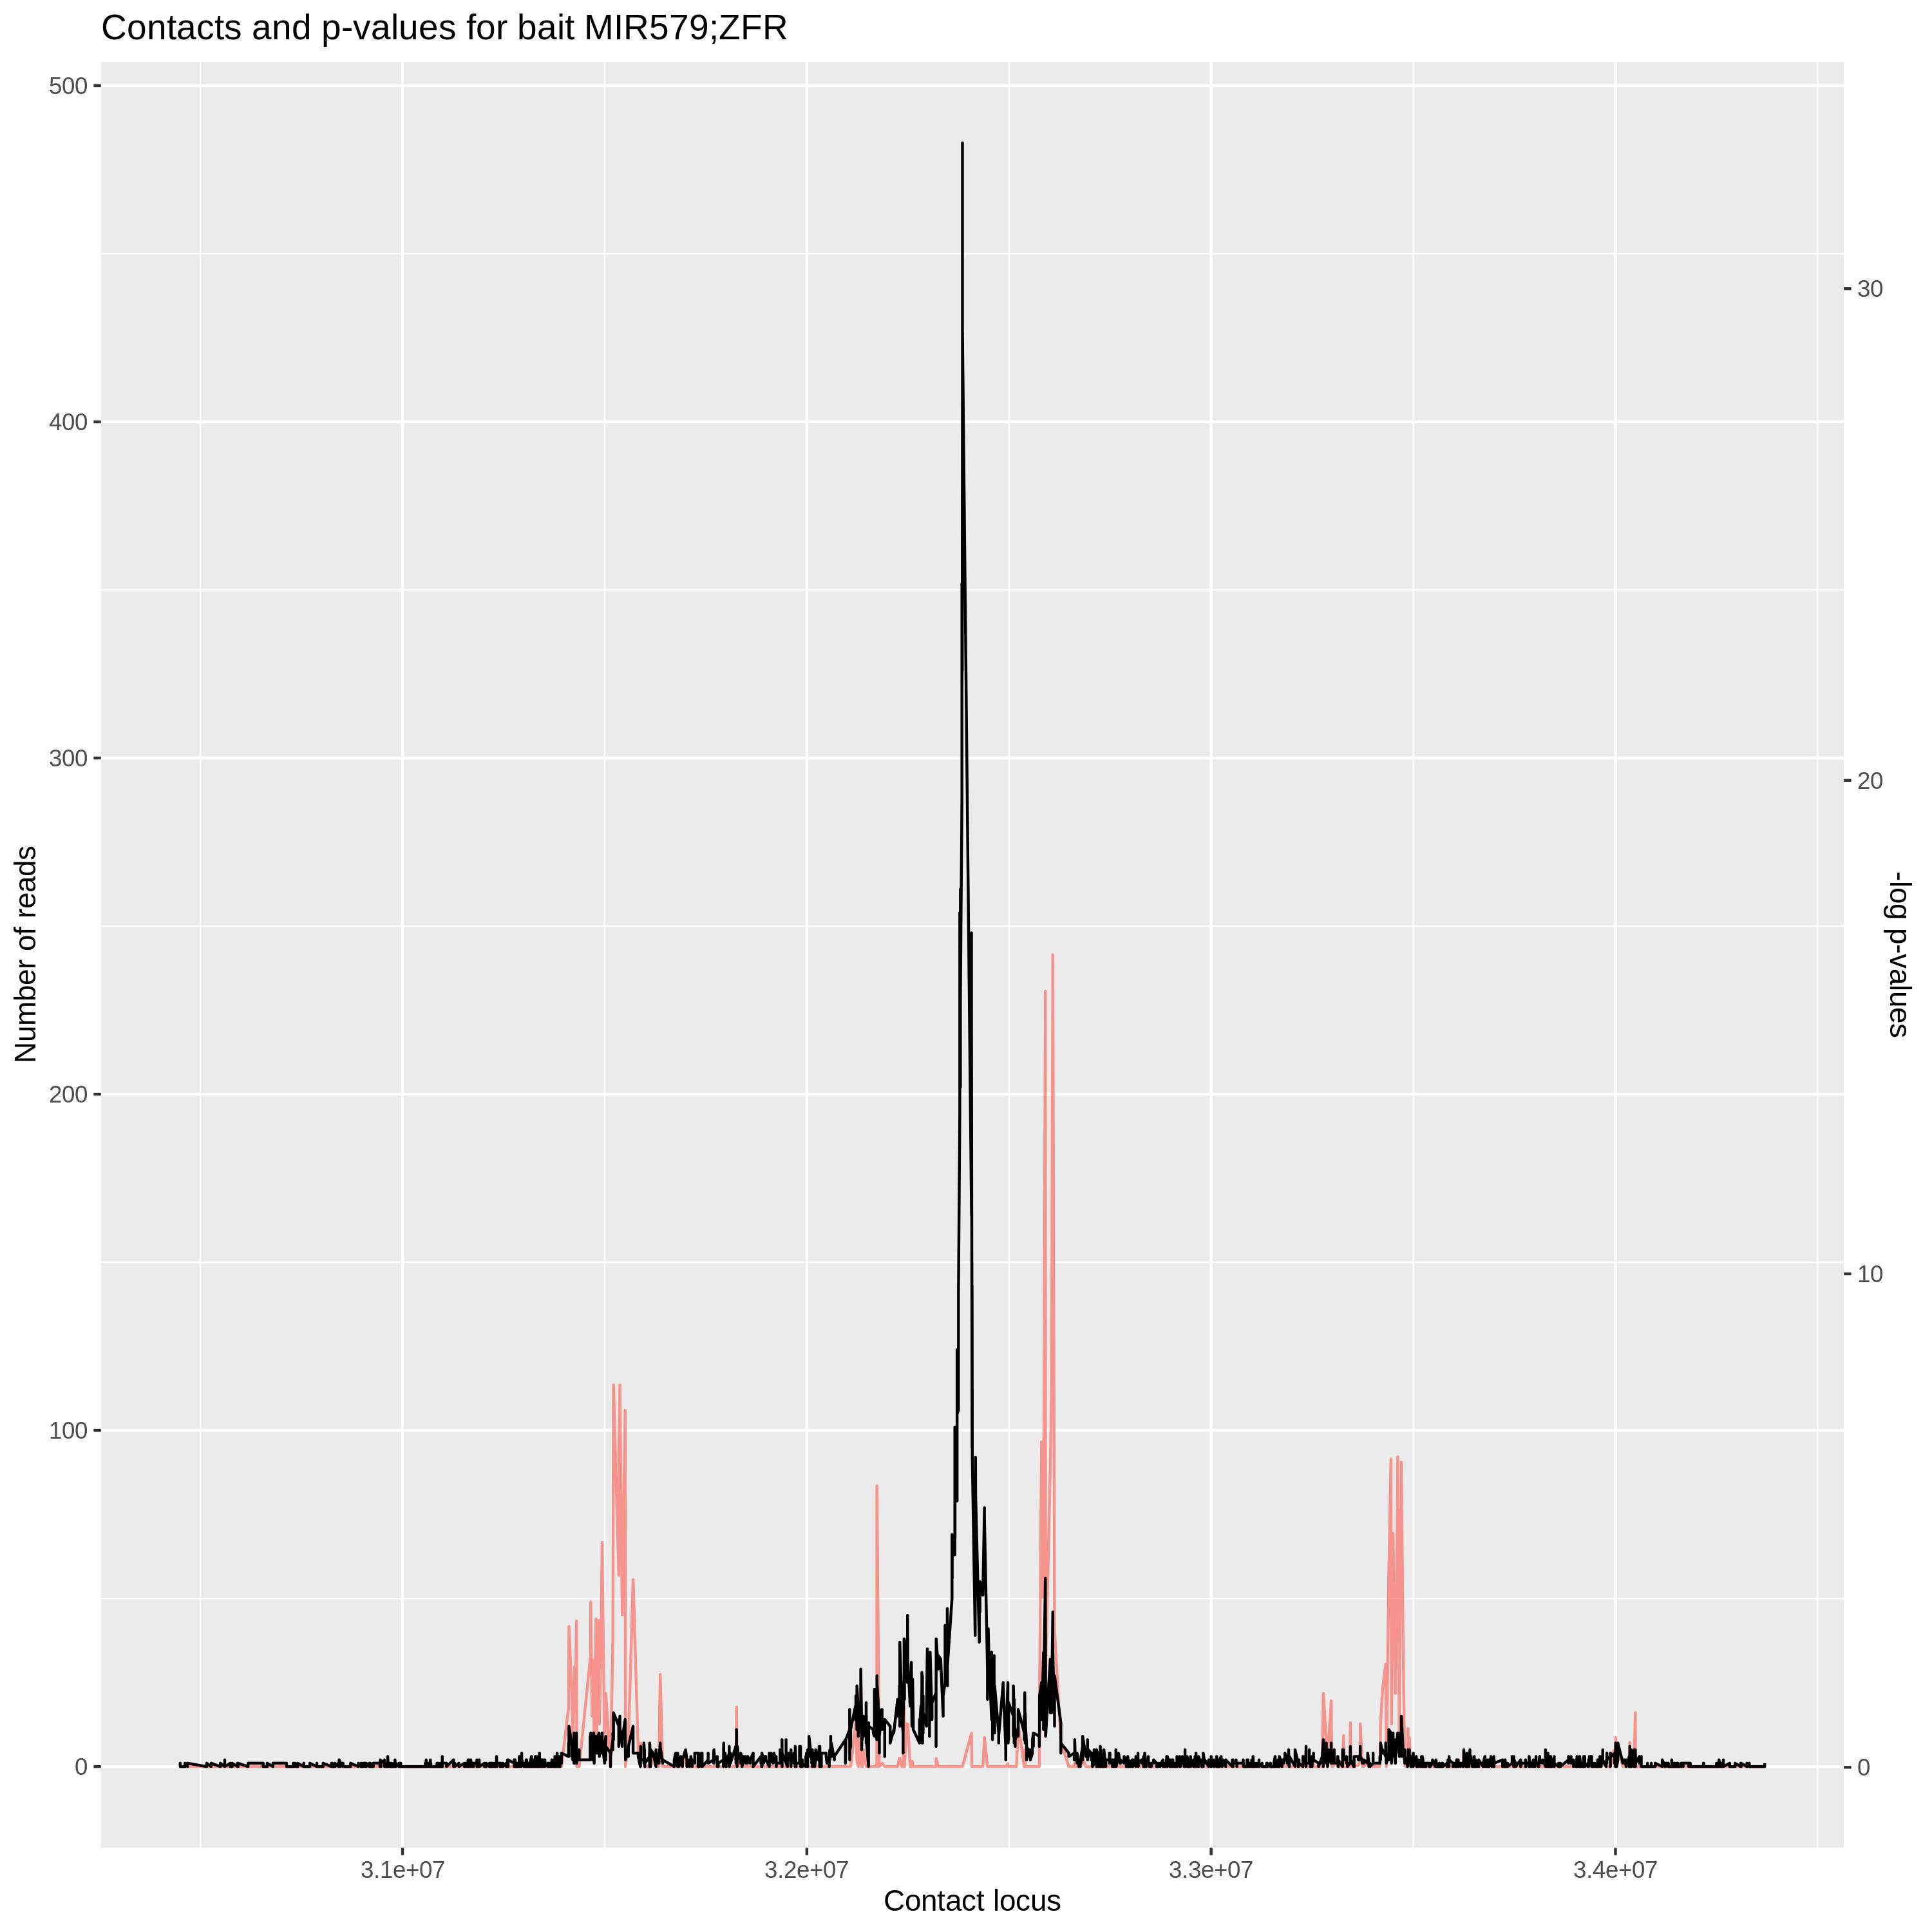 Contacts and p-values for bait MIR579;ZFR
500
400
300
200
100
0
Number of reads
30
20
10
0
-log p-values
3.1e+07
3.2e+07
3.3e+07
3.4e+07
Contact locus